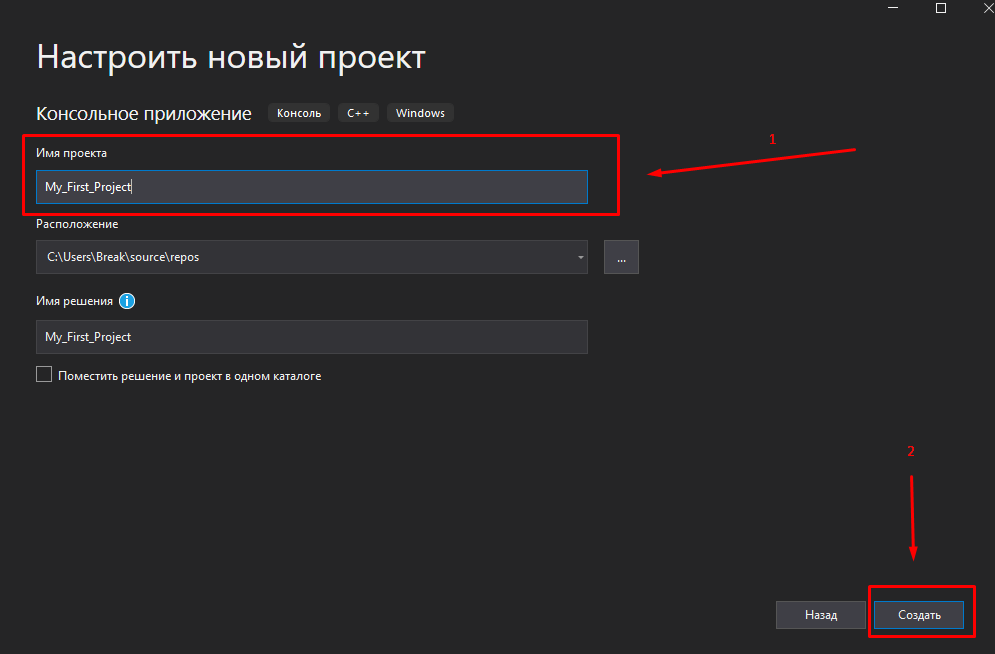 Настроить новый проект
Консольное приложение Консоль C++ Windows
Имя проекта
1
My_First_Project
Расположение
C:\Users\Break\source\repos
...
Имя решения i
My_First_Project
Поместить решение и проект в одном каталоге
2
Назад Создать